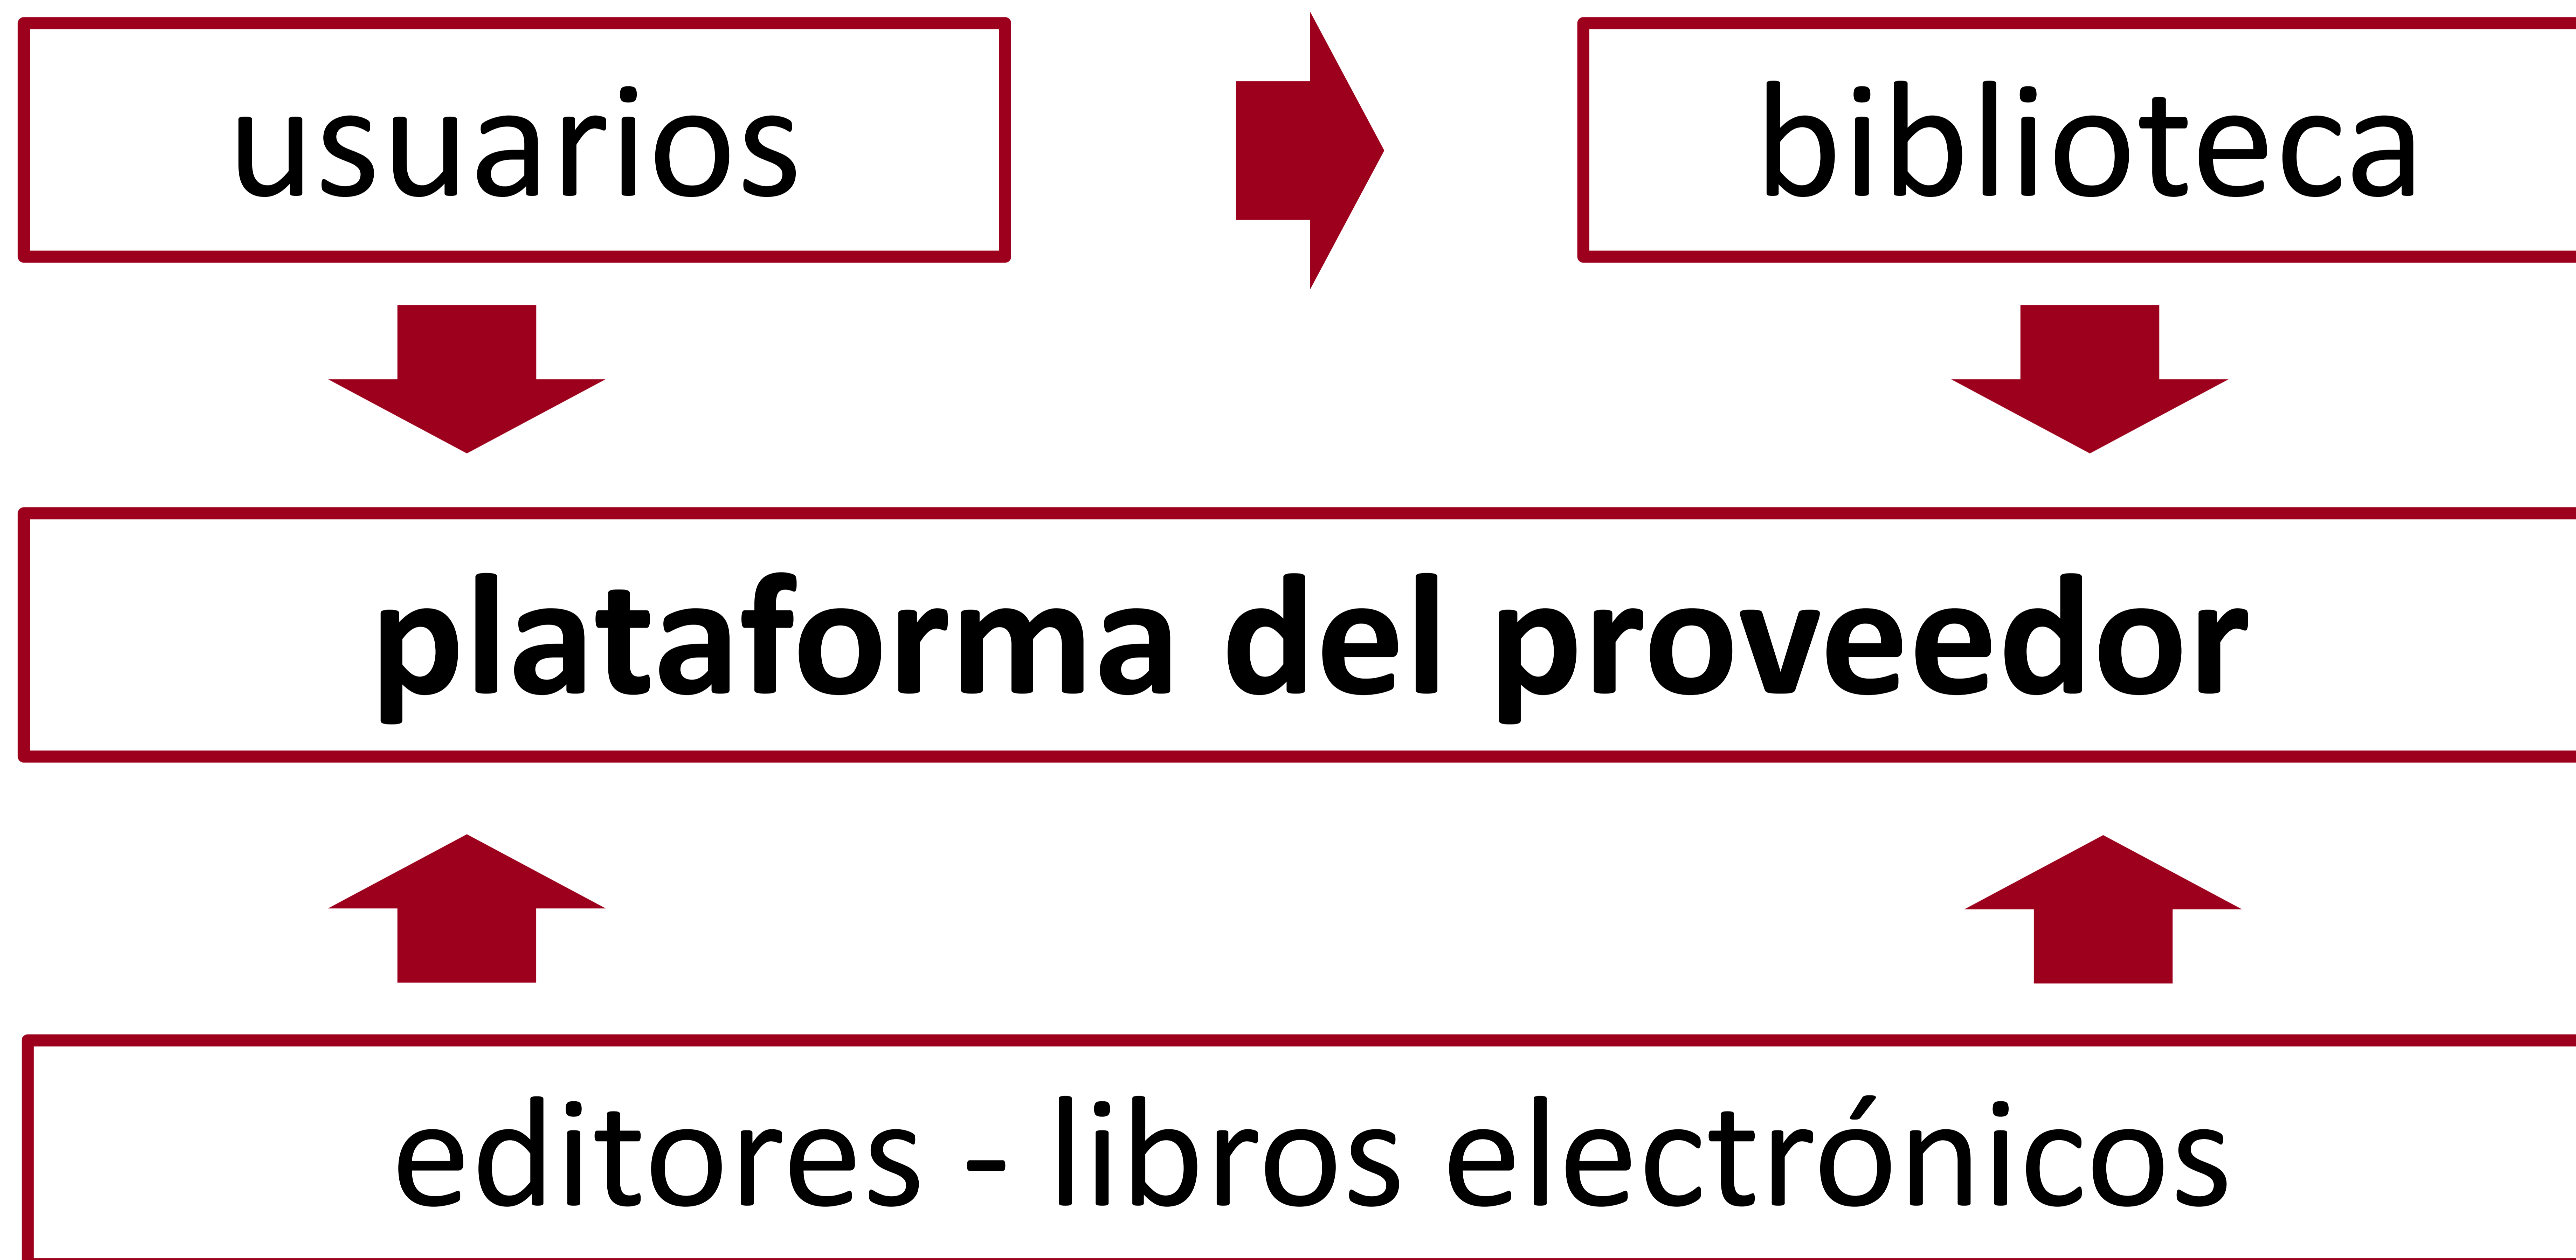 usuarios
biblioteca
plataforma del proveedor
editores - libros electrónicos